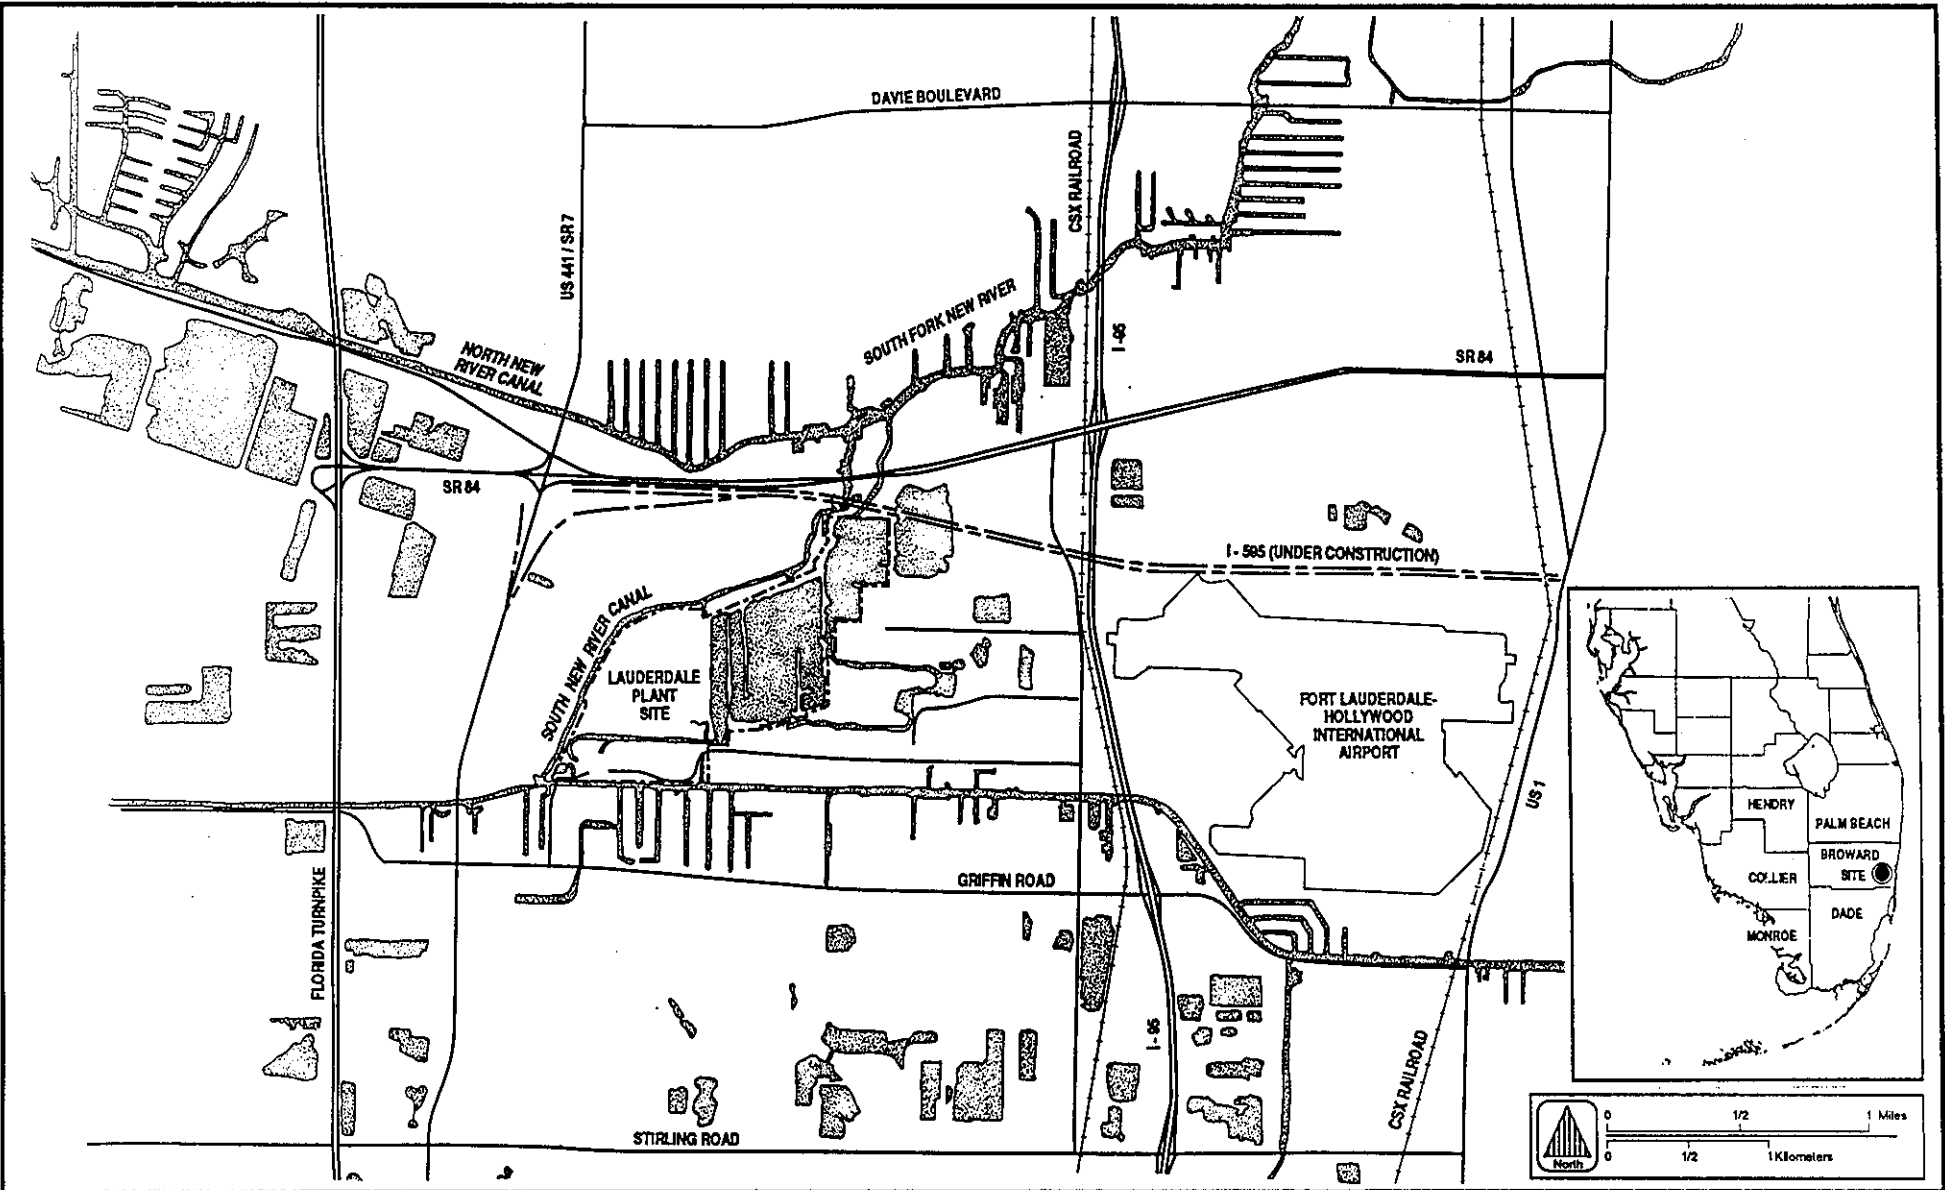 DAVIE BOULEVARD
CSX RAILROAD
US 441 / SR 7
SOUTH FORK NEW RIVER
I-95
NORTH NEW
RIVER CANAL
SR 84
SR 84
I - 595 (UNDER CONSTRUCTION)
SOUTH NEW RIVER CANAL
LAUDERDALE
PLANT
SITE
FORT LAUDERDALE-
HOLLYWOOD
INTERNATIONAL
AIRPORT
US 1
HENDRY
PALM BEACH
BROWARD
SITE
COLLIER
DADE
MONROE
FLORIDA TURNPIKE
GRIFFIN ROAD
I - 95
CSX RAILROAD
STIRLING ROAD
North
0 1/2 1 Miles
0 1/2 1 Kilometers